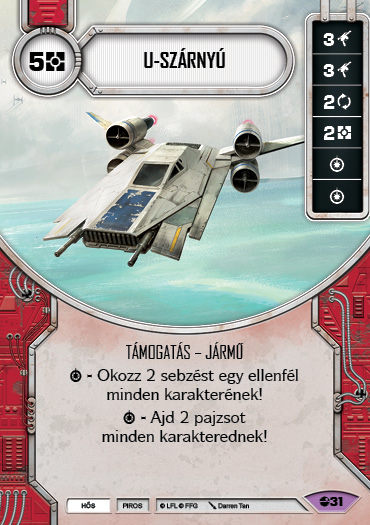 5
U-SZÁRNYÚ
3
3
2
2
TÁMOGATÁS – JÁRMŰ
- Okozz 2 sebzést egy ellenfél
minden karakterének!
- Ajd 2 pajzsot
minden karakterednek!
HŐS PIROS © LFL © FFG Darren Tan 31